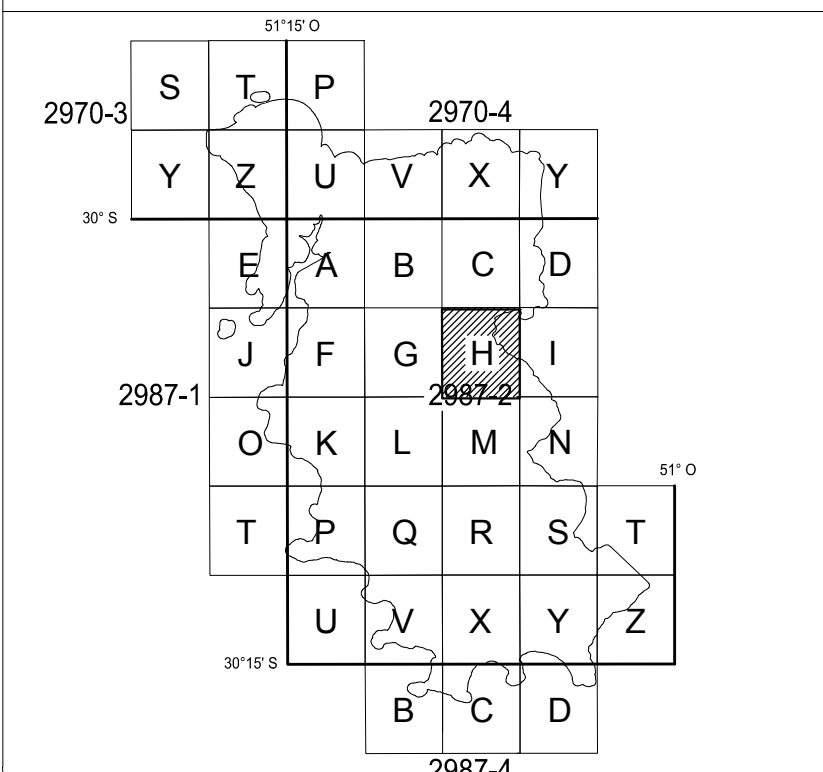 51°15' O
S T P
2970-3 2970-4
Y Z U V X Y
30° S
E A B C D
J F G H I
2987-1 2987-2
O K L M N
51° O
T P Q R S T
U V X Y Z
30°15' S
B C D
2987-4